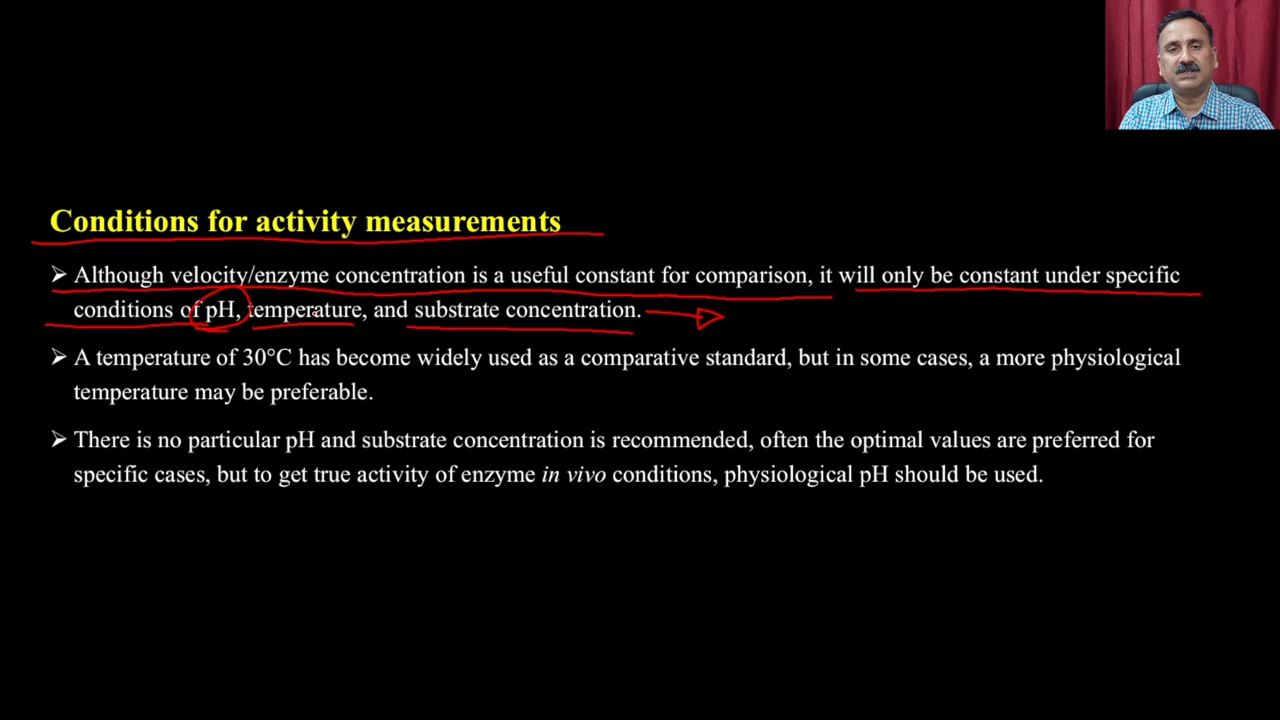 Conditions for activity measurements
➢ Although velocity/enzyme concentration is a useful constant for comparison, it will only be constant under specific
conditions of pH, temperature, and substrate concentration.
➢ A temperature of 30°C has become widely used as a comparative standard, but in some cases, a more physiological
temperature may be preferable.
➢ There is no particular pH and substrate concentration is recommended, often the optimal values are preferred for
specific cases, but to get true activity of enzyme in vivo conditions, physiological pH should be used.